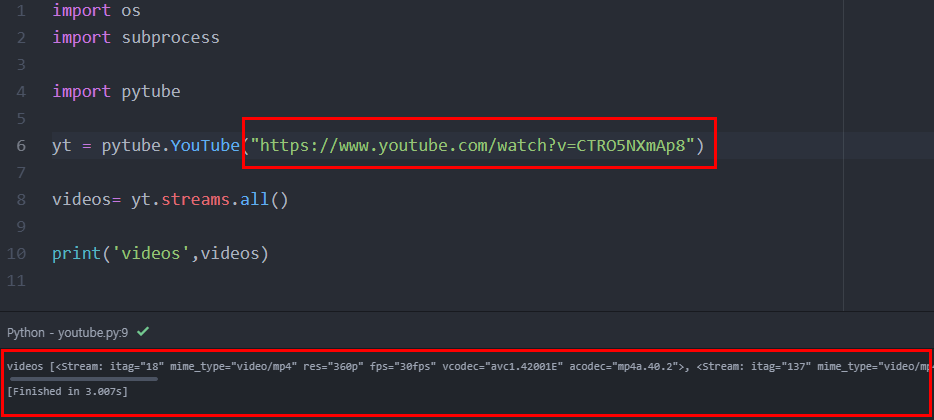 1 import os
2 import subprocess
3
4 import pytube
5
6 yt = pytube.YouTube("https://www.youtube.com/watch?v=CTRO5NXmAp8")
7
8 videos= yt.streams.all()
9
10 print('videos',videos)
11
Python - youtube.py:9
videos [<Stream: itag="18" mime_type="video/mp4" res="360p" fps="30fps" vcodec="avc1.42001E" acodec="mp4a.40.2">, <Stream: itag="137" mime_type="video/mp4
[Finished in 3.007s]